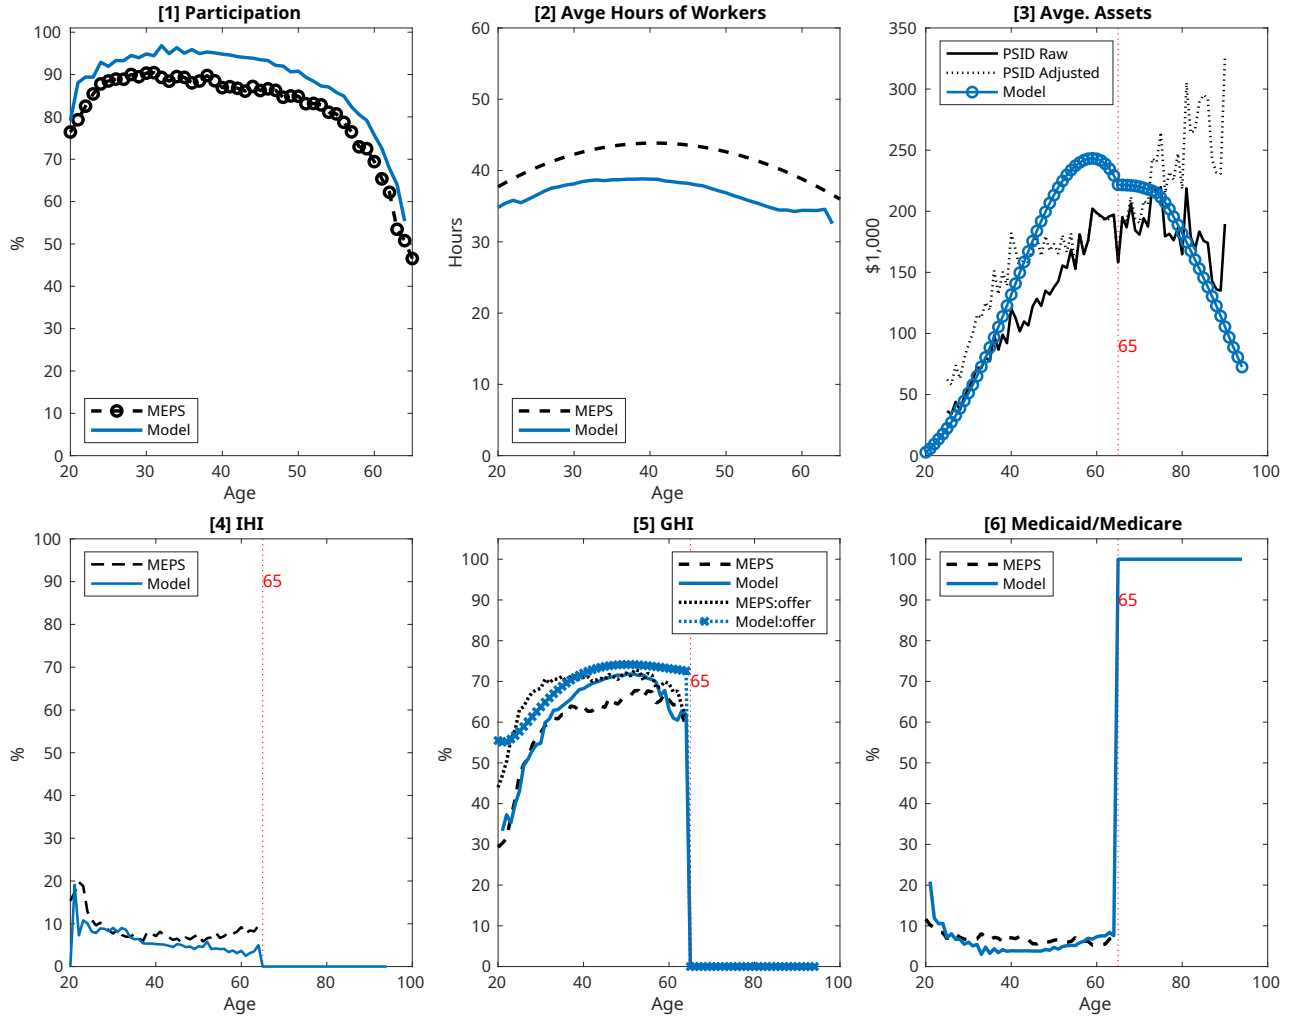 [1] Participation
100
90
80
70
60
50
40
30
20
10
0
%
MEPS
Model
20 30 40 50 60
Age
[2] Avge Hours of Workers
60
50
40
30
20
10
0
Hours
MEPS
Model
20 30 40 50 60
Age
[3] Avge. Assets
350
300
250
200
150
100
50
0
$1,000
PSID Raw
PSID Adjusted
Model
65
20 40 60 80 100
Age
[4] IHI
100
90
80
70
60
50
40
30
20
10
0
%
MEPS
Model
65
20 40 60 80 100
Age
[5] GHI
100
90
80
70
60
50
40
30
20
10
0
%
MEPS
Model
MEPS:offer
Model:offer
65
20 40 60 80 100
Age
[6] Medicaid/Medicare
100
90
80
70
60
50
40
30
20
10
0
%
MEPS
Model
65
20 40 60 80 100
Age